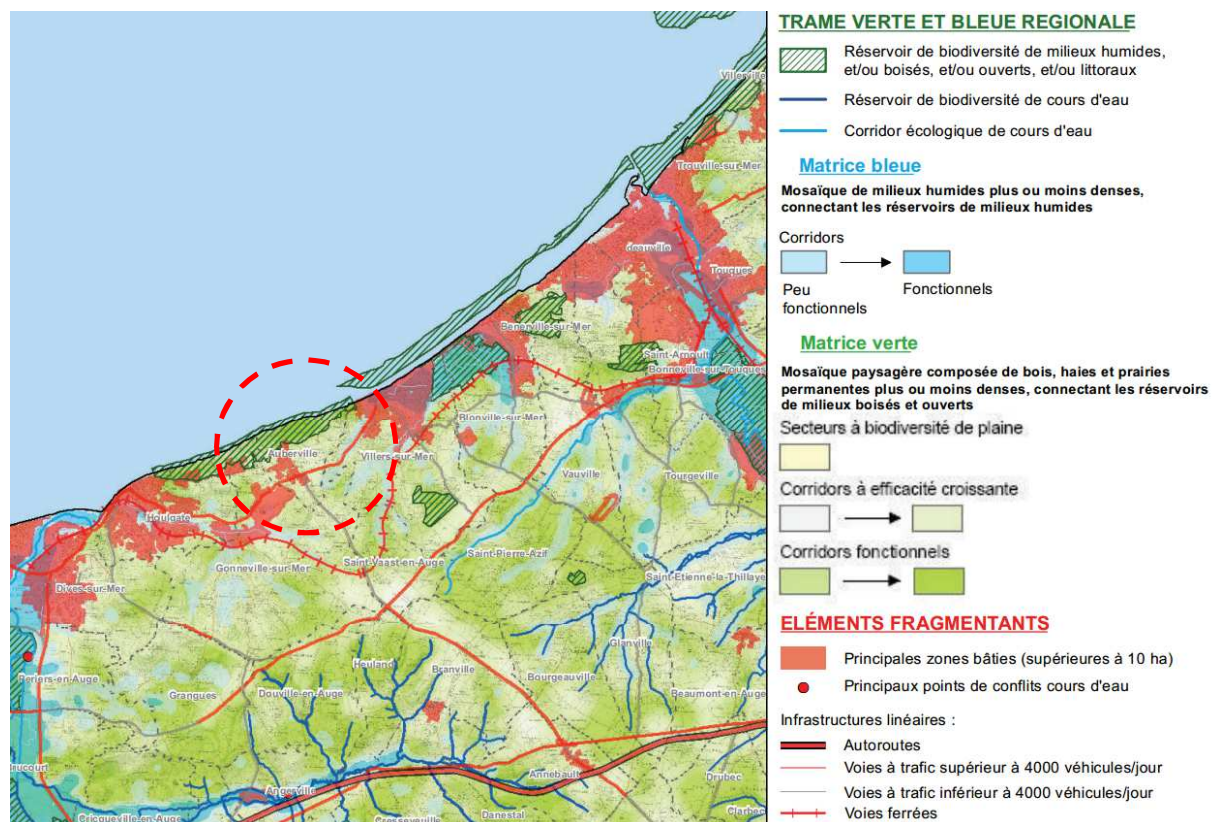 Villerville
Trouville-sur-Mer
deauville
Touques
Benerville-sur-Mer
Saint-Arnoult
Bonneville-sur-Touques
Blonville-sur-Mer
Auberville
Villers-sur-Mer
Vauville
Tourgeville
Houlgate
Saint-Pierre-Azif
Saint-Vaast-en-Auge
Gonneville-sur-Mer
Saint-Etienne-la-Thillaye
Dives-sur-Mer
Glanville
Heuland
Branville
Periers-en-Auge
Bourgeauville
Grangues
Douville-en-Auge
Beaumont-en-Auge
Brucourt
Annebault
Drubec
Angerville
Clarbec
Cricqueville-en-Auge
Cresseveuille
Danestal
TRAME VERTE ET BLEUE REGIONALE
Réservoir de biodiversité de milieux humides,
et/ou boisés, et/ou ouverts, et/ou littoraux
Réservoir de biodiversité de cours d'eau
Corridor écologique de cours d'eau
Matrice bleue
Mosaïque de milieux humides plus ou moins denses,
connectant les réservoirs de milieux humides
Corridors
Peu
fonctionnels
Fonctionnels
Matrice verte
Mosaïque paysagère composée de bois, haies et prairies
permanentes plus ou moins denses, connectant les réservoirs
de milieux boisés et ouverts
Secteurs à biodiversité de plaine
Corridors à efficacité croissante
Corridors fonctionnels
ELÉMENTS FRAGMENTANTS
Principales zones bâties (supérieures à 10 ha)
Principaux points de conflits cours d'eau
Infrastructures linéaires :
Autoroutes
Voies à trafic supérieur à 4000 véhicules/jour
Voies à trafic inférieur à 4000 véhicules/jour
Voies ferrées